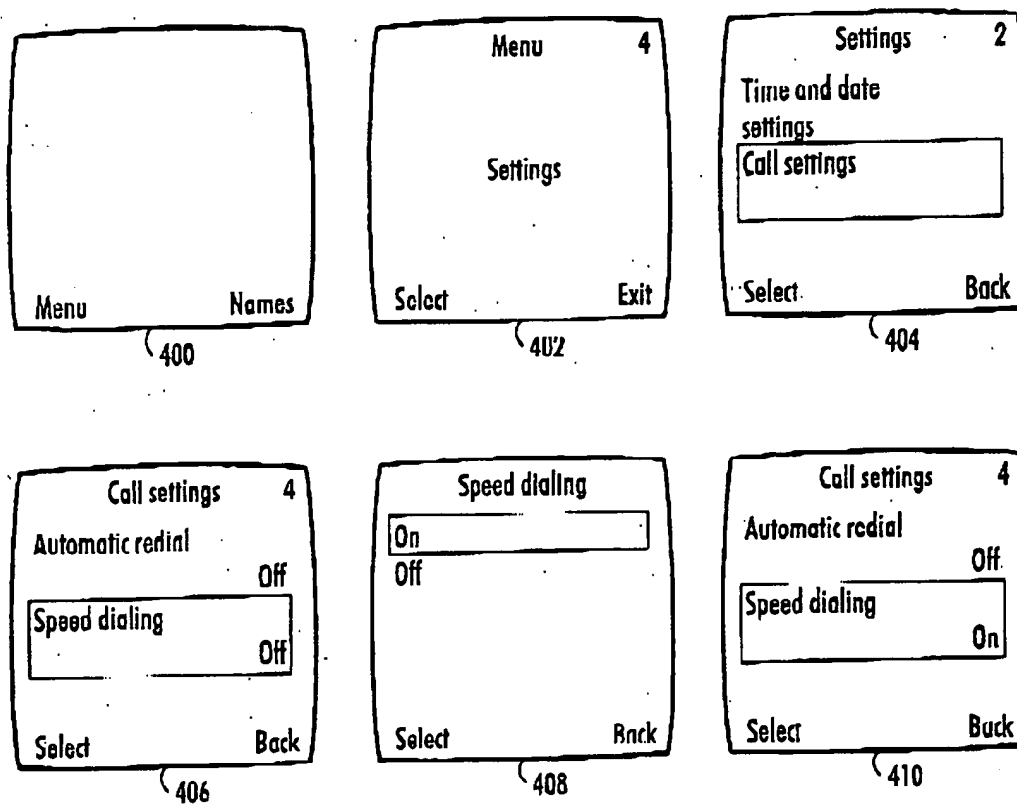 Menu Names
400
Menu 4
Settings
Select Exit
402
Settings 2
Time and date
settings
Call settings
Select Back
404
Call settings 4
Automatic redial
Off
Speed dialing
Off
Select Back
406
Speed dialing
On
Off
Select Back
408
Call settings 4
Automatic redial
Off
Speed dialing
On
Select Back
410